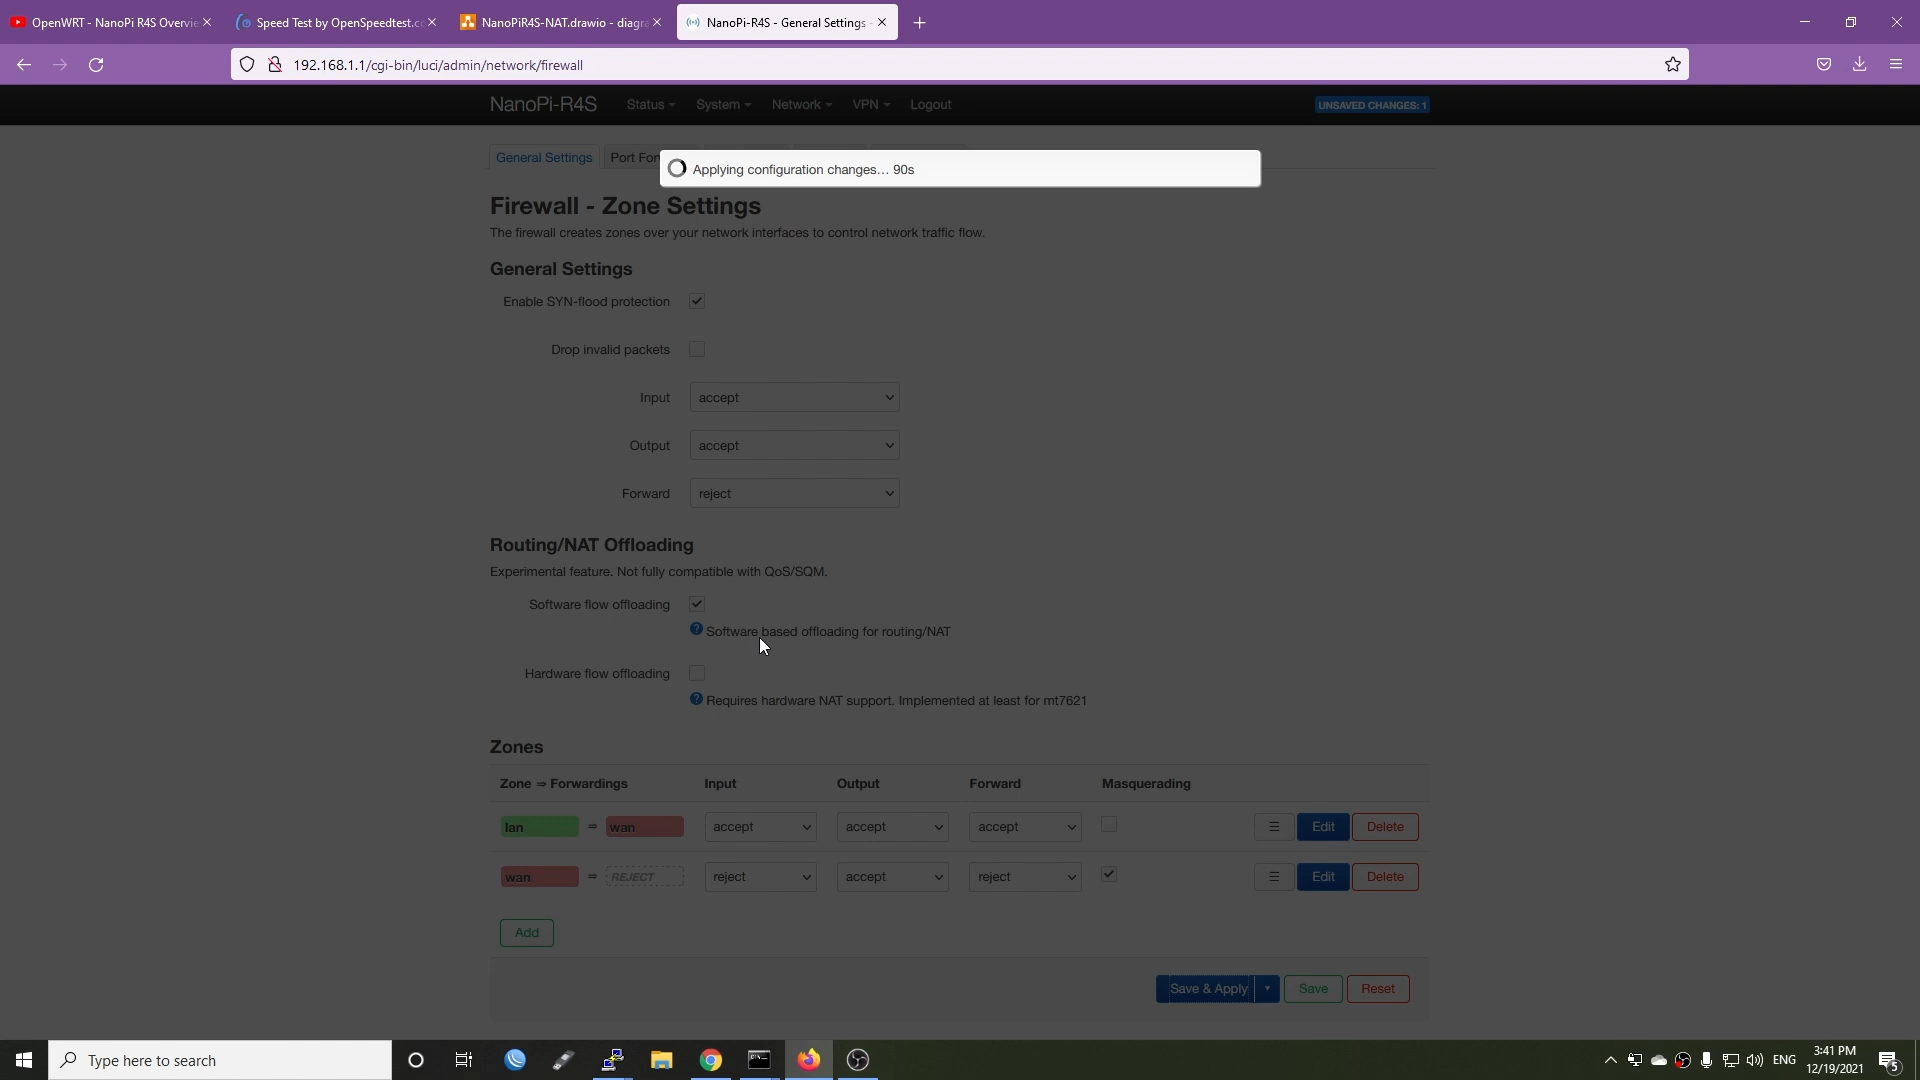 OpenWRT - NanoPi R4S Overvie
Speed Test by OpenSpeedtest.c
NanoPiR4S-NAT.drawio - diagra
NanoPi-R4S - General Settings -
192.168.1.1/cgi-bin/luci/admin/network/firewall
NanoPi-R4S Status System Network VPN Logout
UNSAVED CHANGES: 1
General Settings Port For
Applying configuration changes… 90s
Firewall - Zone Settings
The firewall creates zones over your network interfaces to control network traffic flow.
General Settings
Enable SYN-flood protection
Drop invalid packets
Input accept
Output accept
Forward reject
Routing/NAT Offloading
Experimental feature. Not fully compatible with QoS/SQM.
Software flow offloading
Software based offloading for routing/NAT
Hardware flow offloading
Requires hardware NAT support. Implemented at least for mt7621
Zones
Zone ⇒ Forwardings Input Output Forward Masquerading
lan ⇒ wan accept accept accept Edit Delete
wan ⇒ REJECT reject accept reject Edit Delete
Add
Save & Apply Save Reset
Type here to search
ENG
3:41 PM
12/19/2021
5